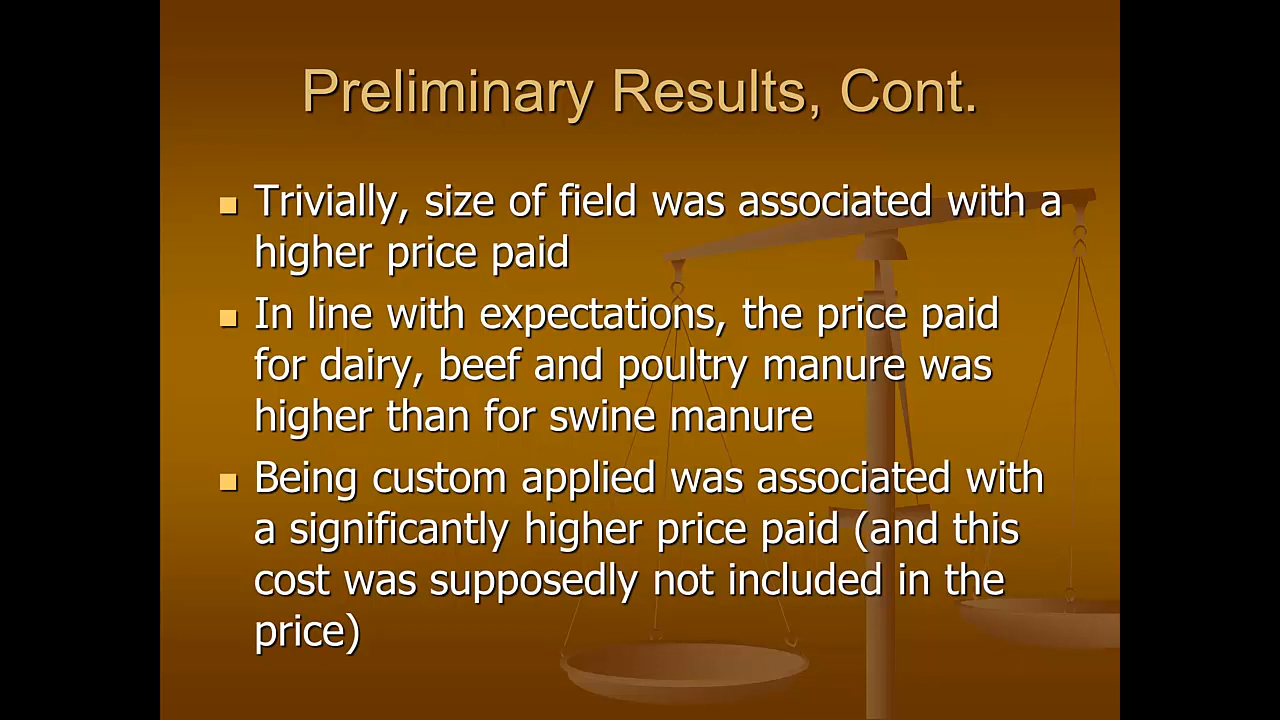 Preliminary Results, Cont.
Trivially, size of field was associated with a
higher price paid
In line with expectations, the price paid
for dairy, beef and poultry manure was
higher than for swine manure
Being custom applied was associated with
a significantly higher price paid (and this
cost was supposedly not included in the
price)